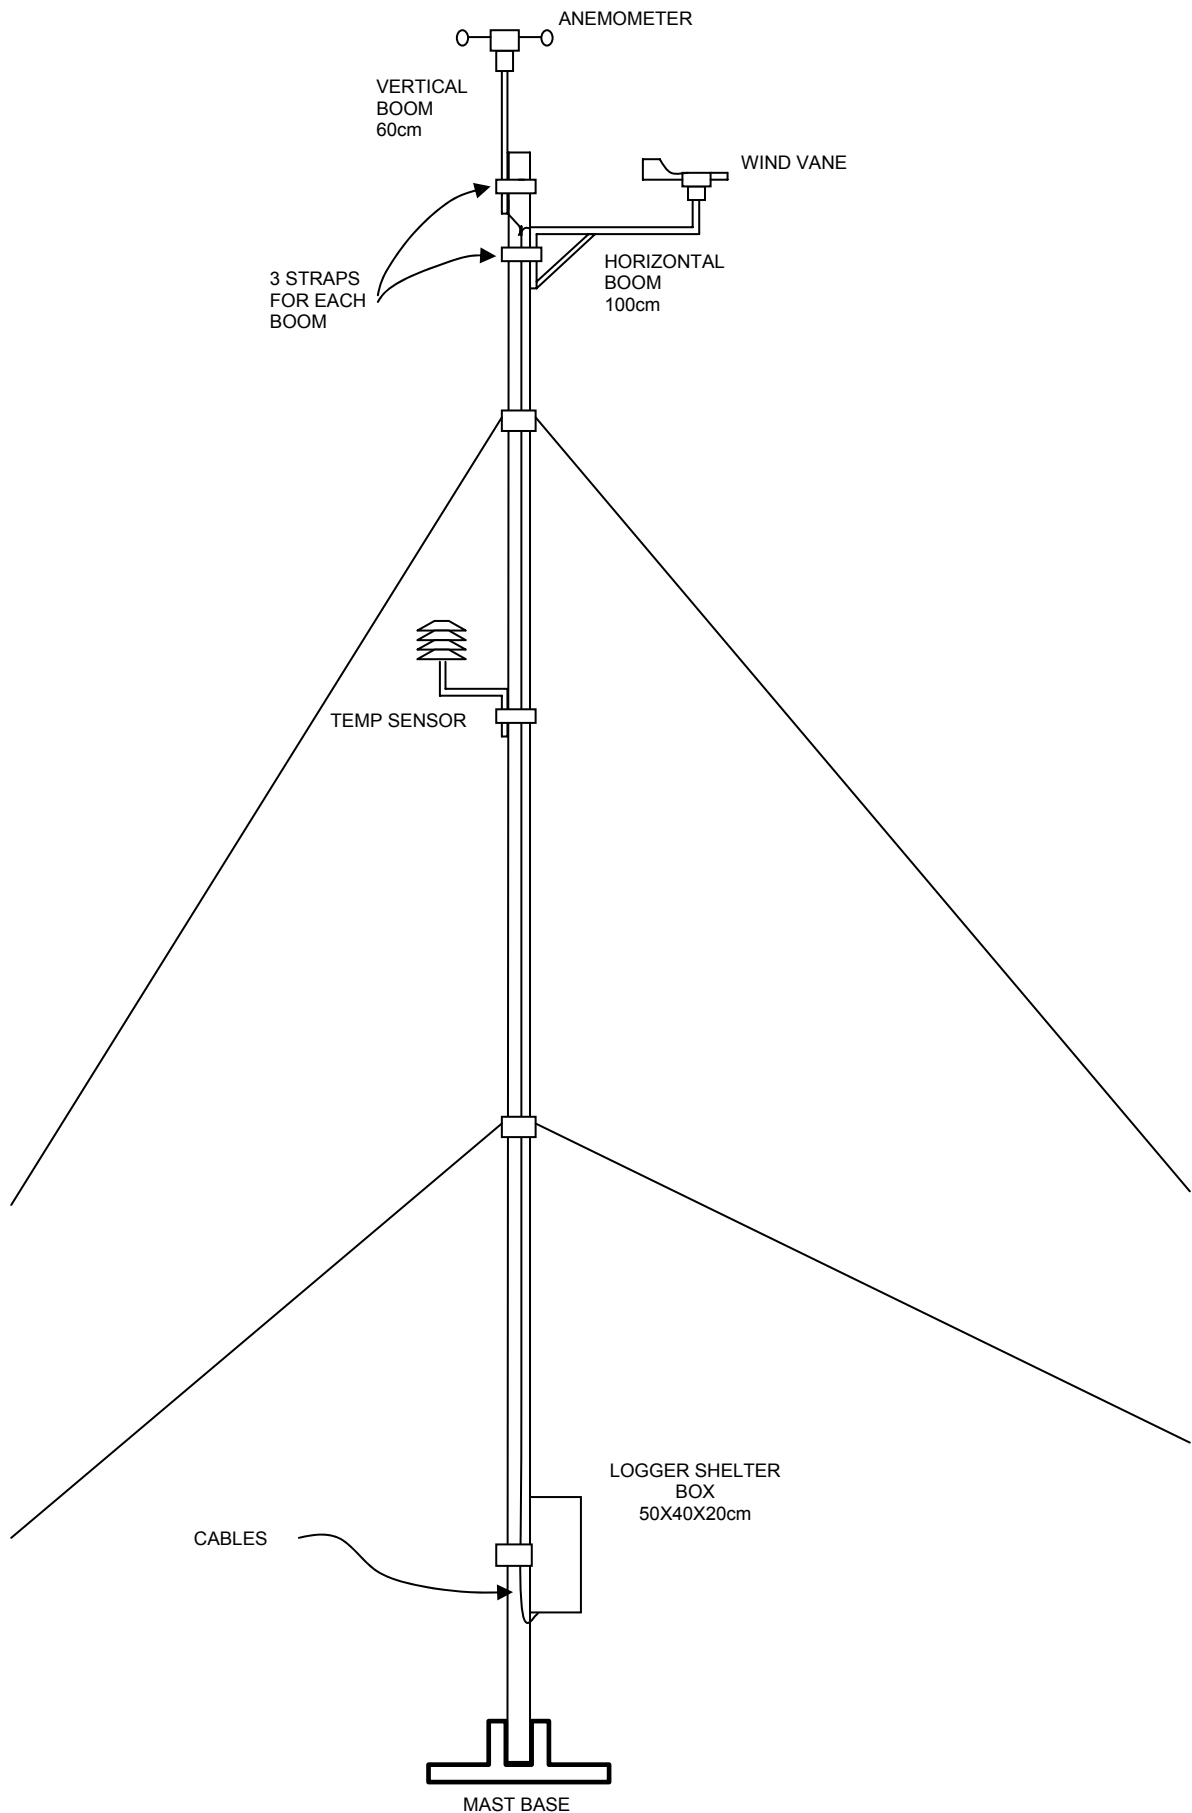 ANEMOMETER
VERTICAL
BOOM
60cm
WIND VANE
3 STRAPS
FOR EACH
BOOM
HORIZONTAL
BOOM
100cm
TEMP SENSOR
LOGGER SHELTER
BOX
50X40X20cm
CABLES
MAST BASE